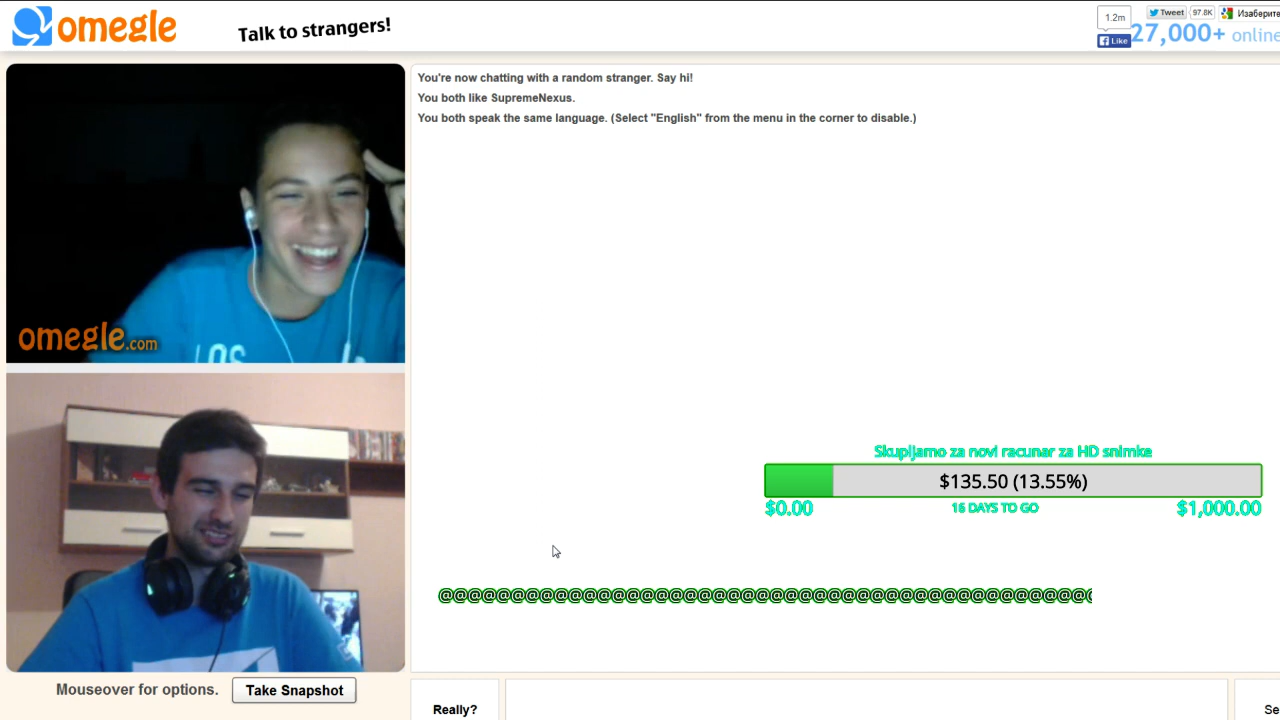 omegle
Talk to strangers!
1.2m
Like
Tweet
97.8K
Изаберите
27,000+ online
You're now chatting with a random stranger. Say hi!
You both like SupremeNexus.
You both speak the same language. (Select "English" from the menu in the corner to disable.)
omegle.com
LOS
Skupljamo za novi racunar za HD snimke
$135.50 (13.55%)
$0.00
16 DAYS TO GO
$1,000.00
Mouseover for options.
Take Snapshot
Really?
Se